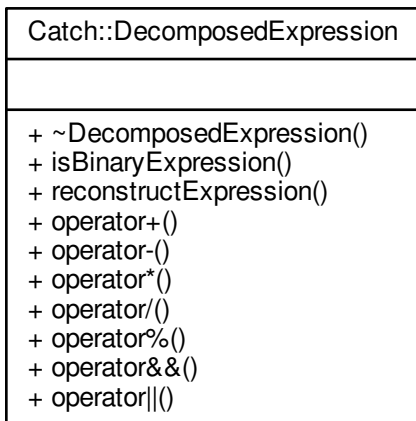 Catch::DecomposedExpression
+ ~DecomposedExpression()
+ isBinaryExpression()
+ reconstructExpression()
+ operator+()
+ operator-()
+ operator*()
+ operator/()
+ operator%()
+ operator&&()
+ operator||()